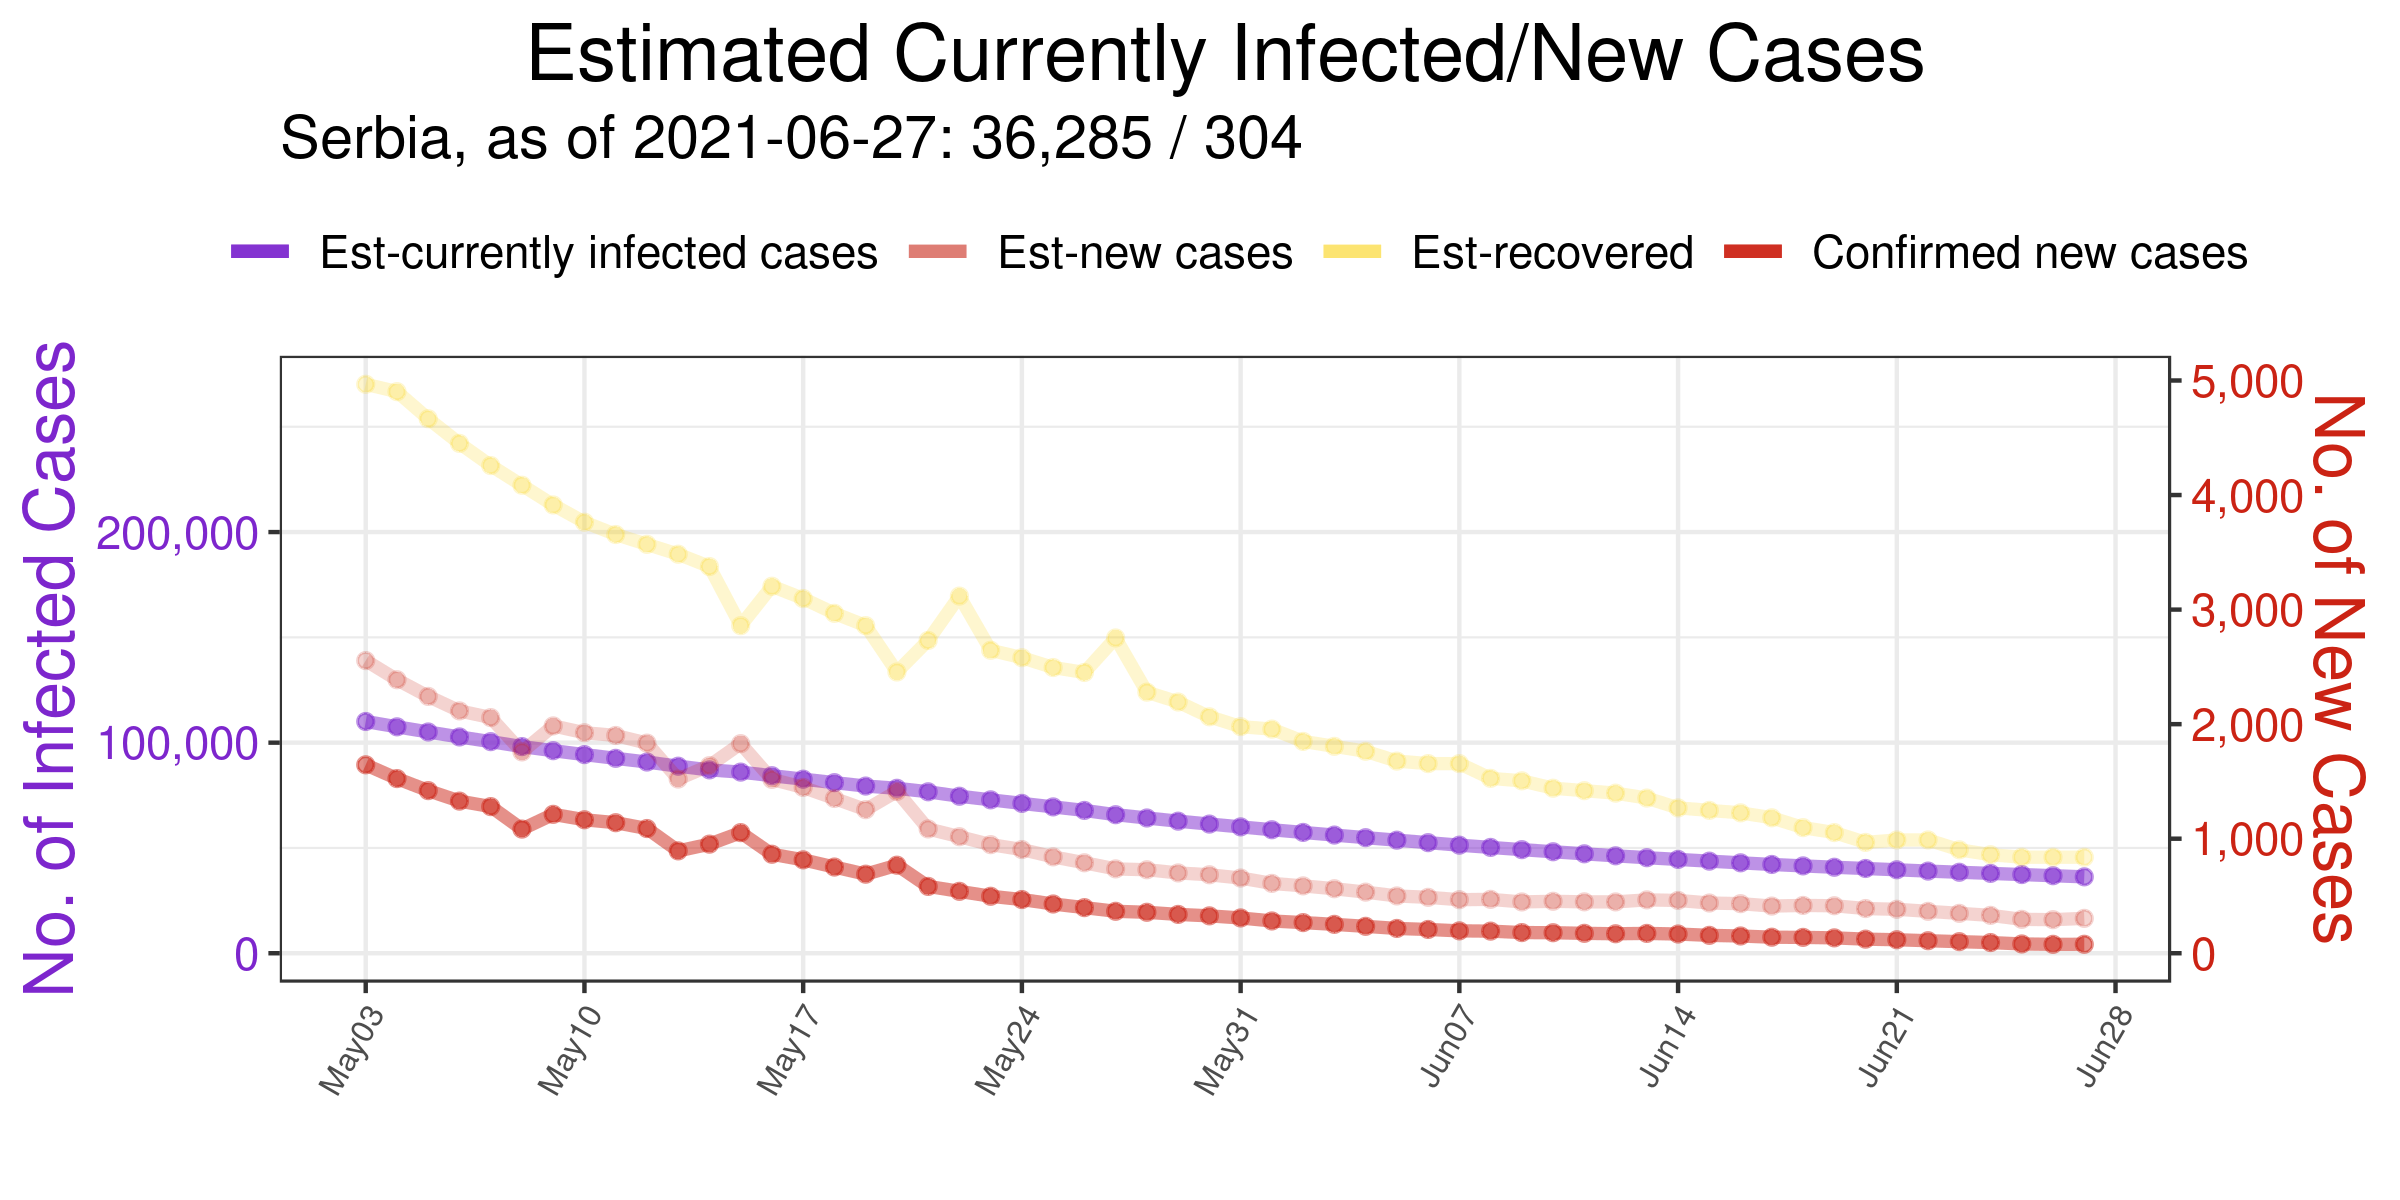 Estimated Currently Infected/New Cases
Serbia, as of 2021-06-27: 36,285 / 304
Est-currently infected cases Est-new cases Est-recovered Confirmed new cases
No. of Infected Cases
200,000
100,000
0
5,000
4,000
3,000
2,000
1,000
0
No. of New Cases
May03 May10 May17 May24 May31 Jun07 Jun14 Jun21 Jun28